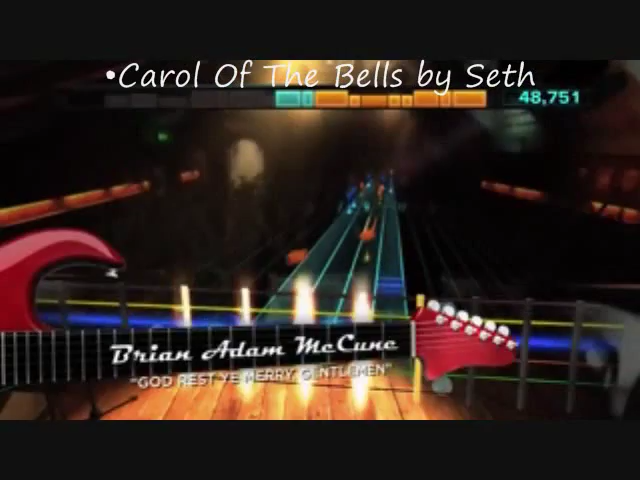 •Carol Of The Bells by Seth
48,751
Brian Adam McCune
"GOD REST YE MERRY GENTLEMEN"